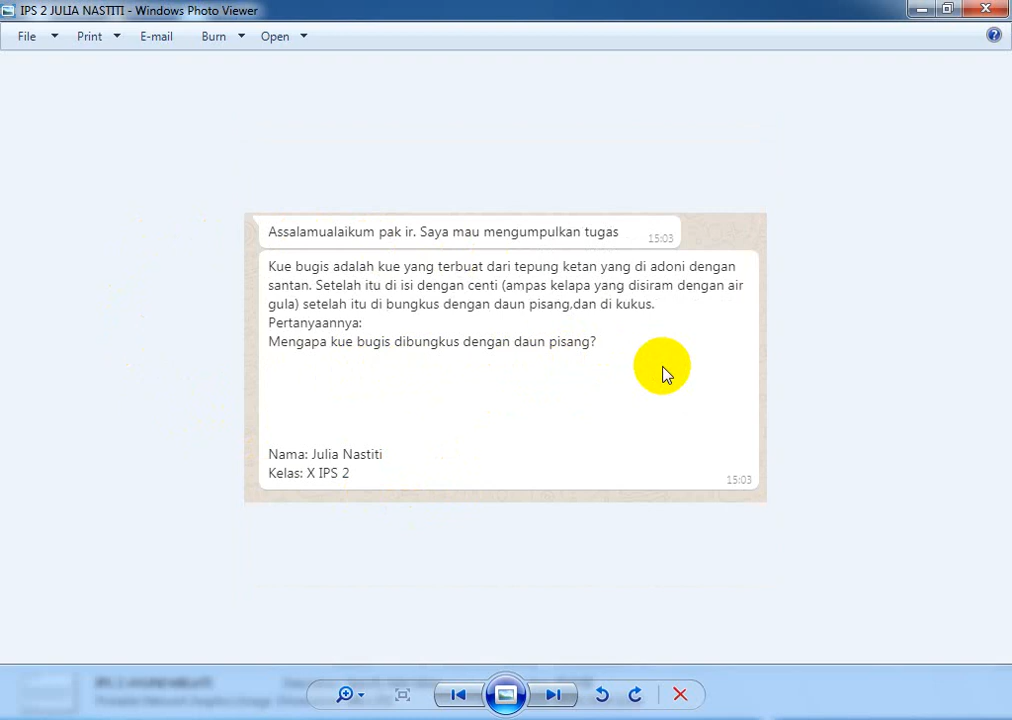 IPS 2 JULIA NASTITI - Windows Photo Viewer
File Print E-mail Burn Open
Assalamualaikum pak ir. Saya mau mengumpulkan tugas
15:03
Kue bugis adalah kue yang terbuat dari tepung ketan yang di adoni dengan
santan. Setelah itu di isi dengan centi (ampas kelapa yang disiram dengan air
gula) setelah itu di bungkus dengan daun pisang,dan di kukus.
Pertanyaannya:
Mengapa kue bugis dibungkus dengan daun pisang?
Nama: Julia Nastiti
Kelas: X IPS 2
15:03